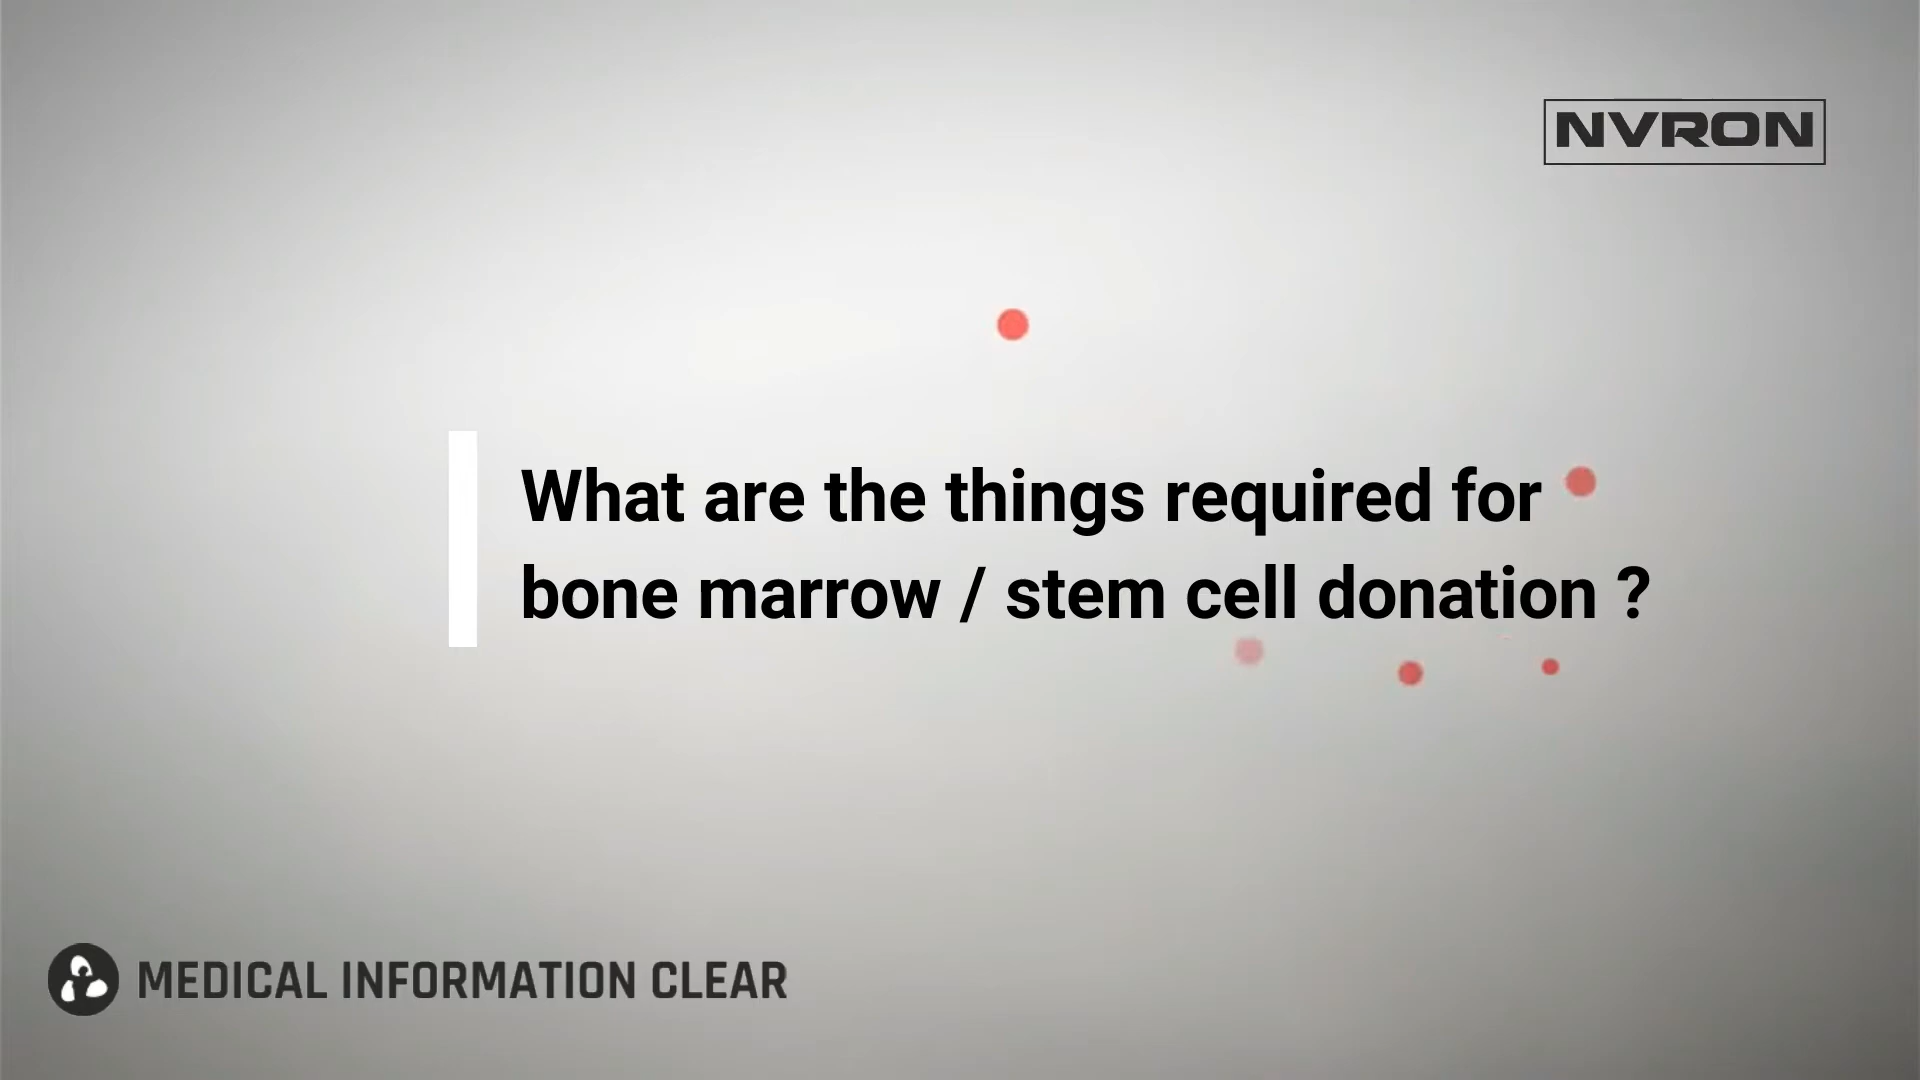 NVRON
What are the things required for
bone marrow / stem cell donation ?
MEDICAL INFORMATION CLEAR